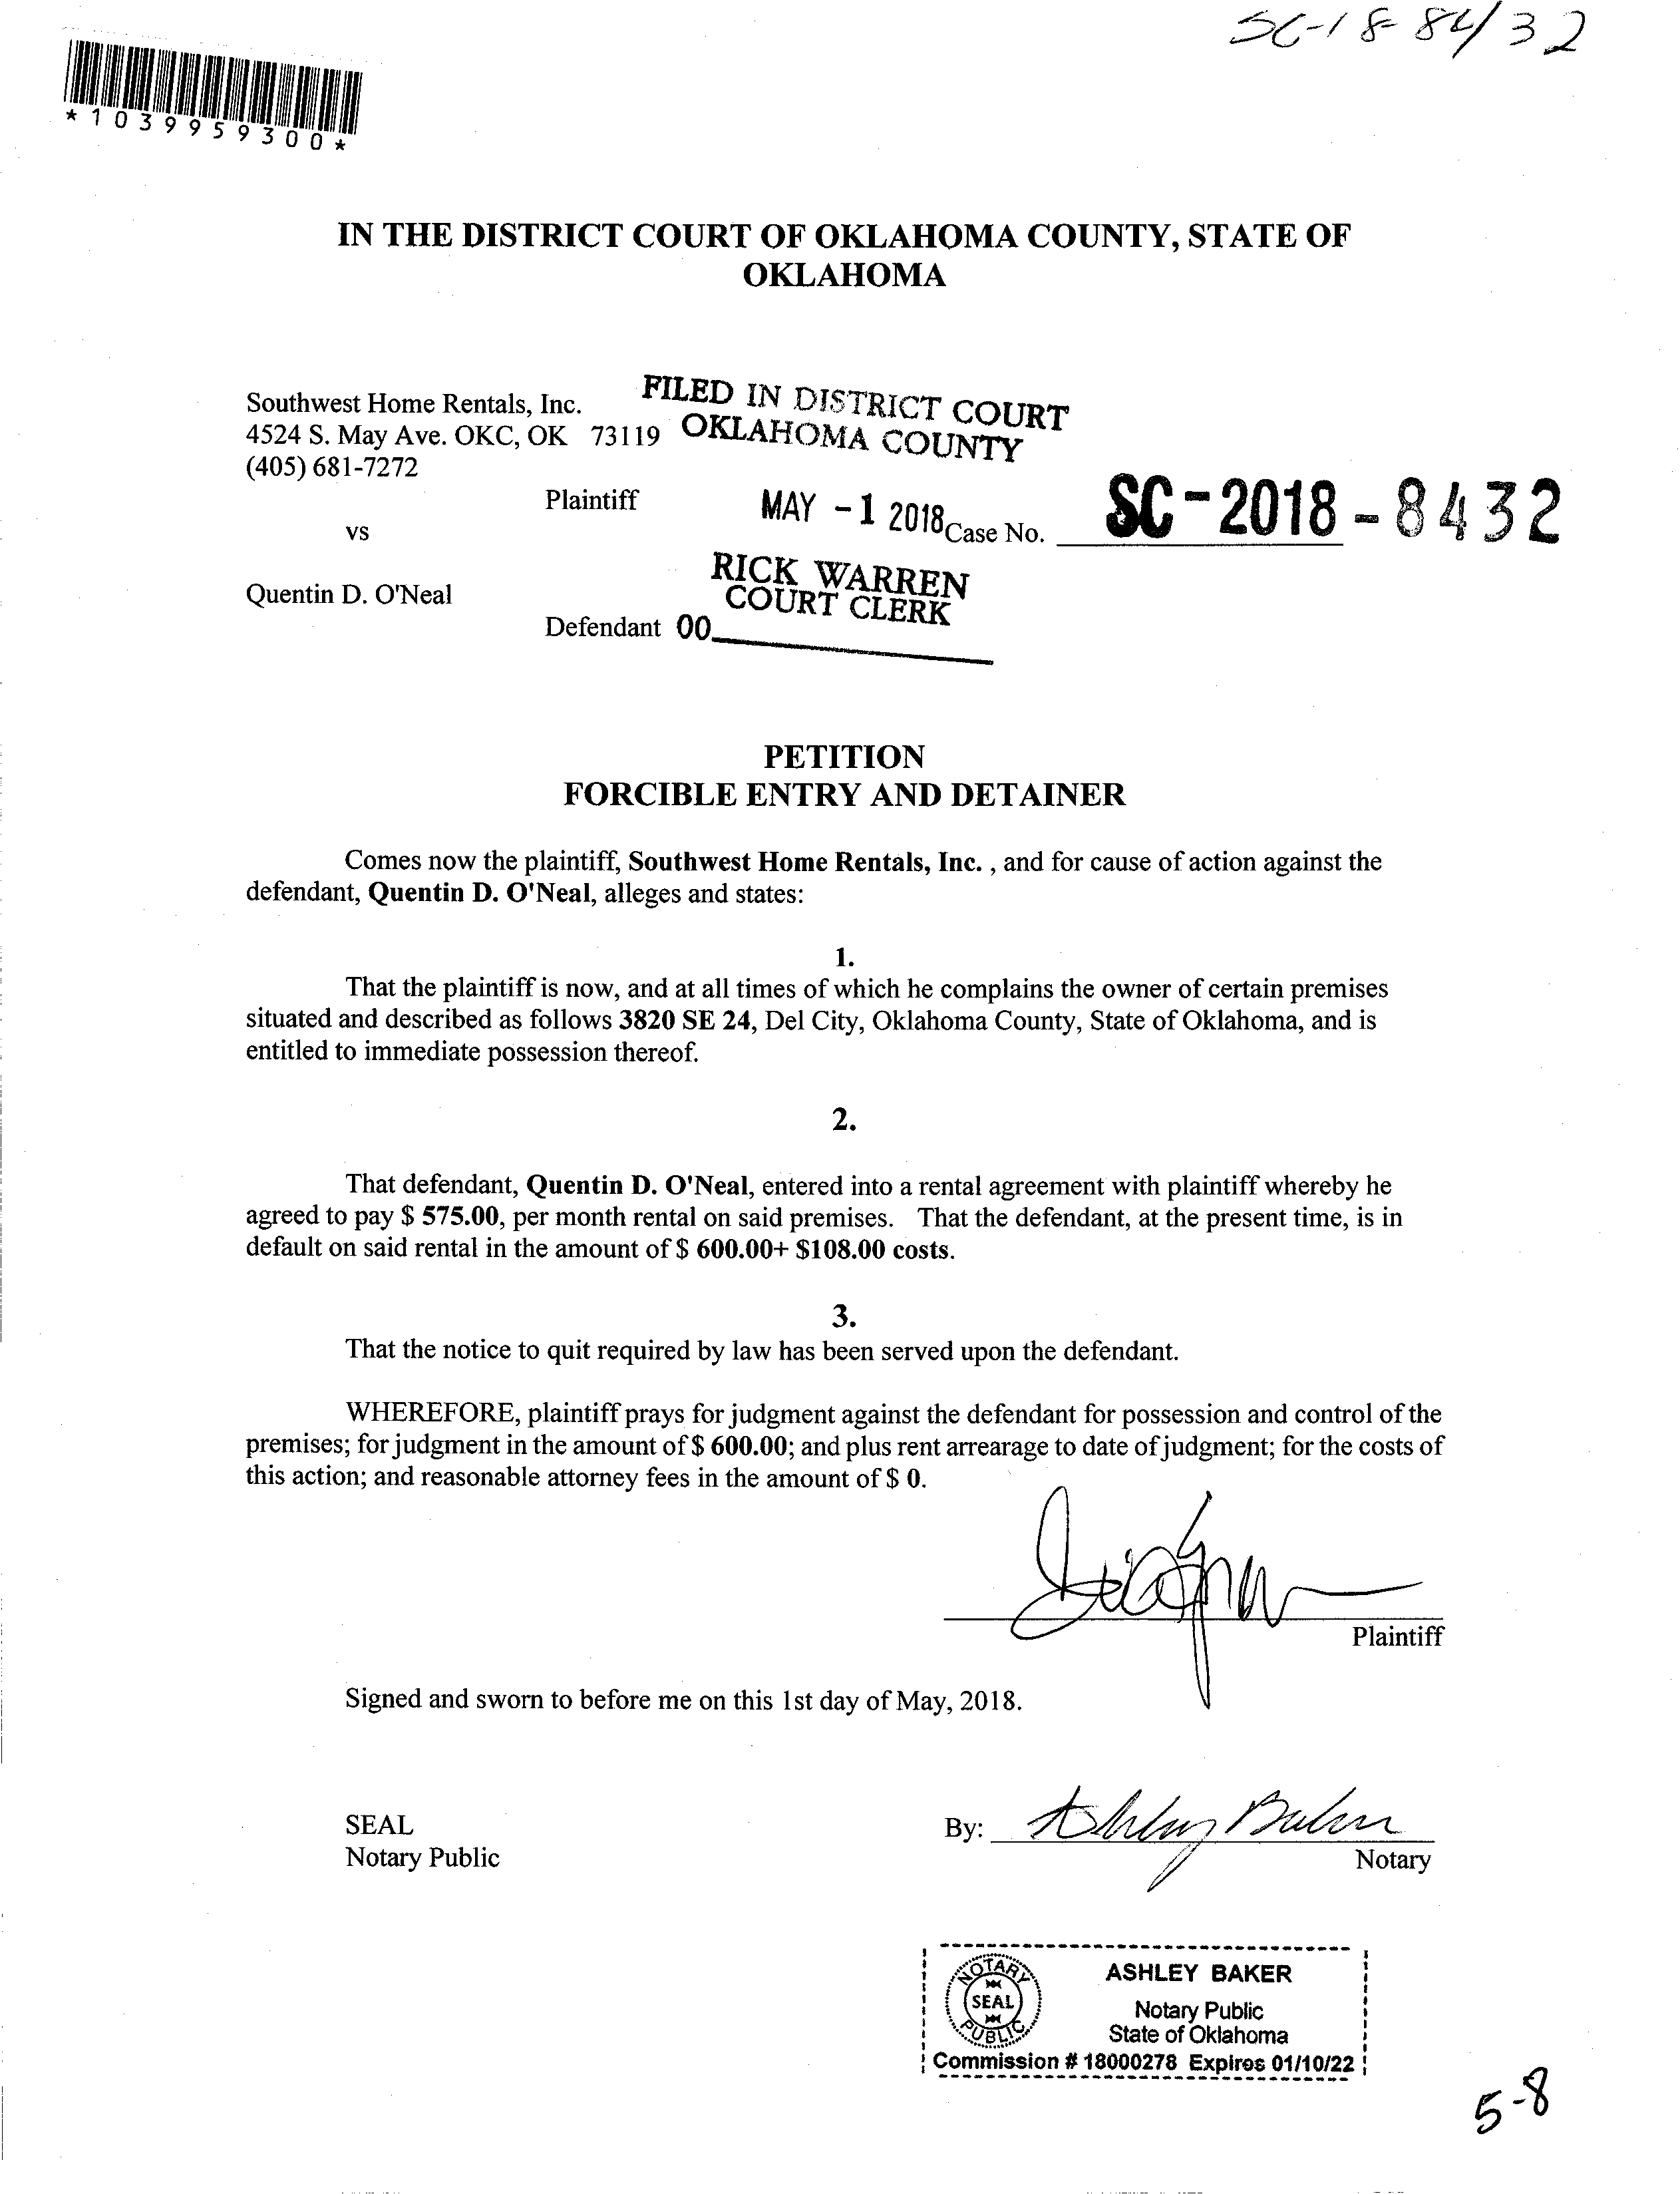 SC-18-8432
*1039959300*
IN THE DISTRICT COURT OF OKLAHOMA COUNTY, STATE OF
OKLAHOMA
Southwest Home Rentals, Inc.
4524 S. May Ave. OKC, OK 73119
(405) 681-7272
FILED IN DISTRICT COURT
OKLAHOMA COUNTY
Plaintiff
MAY -1 2018
Case No. SC-2018-8432
vs
RICK WARREN
COURT CLERK
Quentin D. O'Neal
Defendant 00
PETITION
FORCIBLE ENTRY AND DETAINER
Comes now the plaintiff, Southwest Home Rentals, Inc. , and for cause of action against the
defendant, Quentin D. O'Neal, alleges and states:
1.
That the plaintiff is now, and at all times of which he complains the owner of certain premises
situated and described as follows 3820 SE 24, Del City, Oklahoma County, State of Oklahoma, and is
entitled to immediate possession thereof.
2.
That defendant, Quentin D. O'Neal, entered into a rental agreement with plaintiff whereby he
agreed to pay $ 575.00, per month rental on said premises. That the defendant, at the present time, is in
default on said rental in the amount of $ 600.00+ $108.00 costs.
3.
That the notice to quit required by law has been served upon the defendant.
WHEREFORE, plaintiff prays for judgment against the defendant for possession and control of the
premises; for judgment in the amount of $ 600.00; and plus rent arrearage to date of judgment; for the costs of
this action; and reasonable attorney fees in the amount of $ 0.
Plaintiff
Signed and sworn to before me on this 1st day of May, 2018.
SEAL
Notary Public
By: Ashley Baker
Notary
NOTARY
SEAL
PUBLIC
ASHLEY BAKER
Notary Public
State of Oklahoma
Commission # 18000278 Expires 01/10/22
5-8